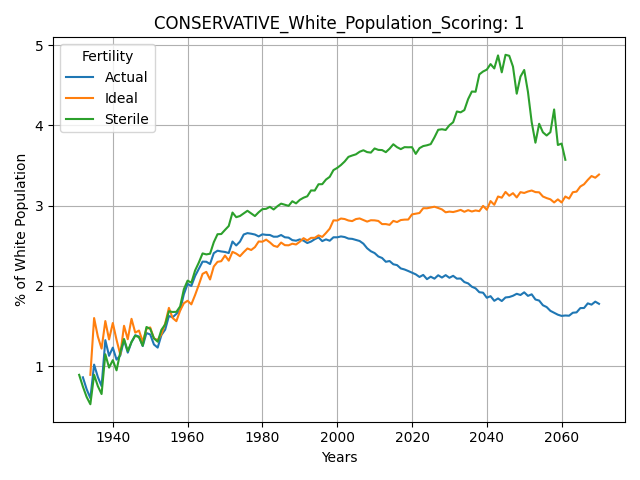 CONSERVATIVE_White_Population_Scoring: 1
Fertility
Actual
Ideal
Sterile
% of White Population
5
4
3
2
1
1940 1960 1980 2000 2020 2040 2060
Years